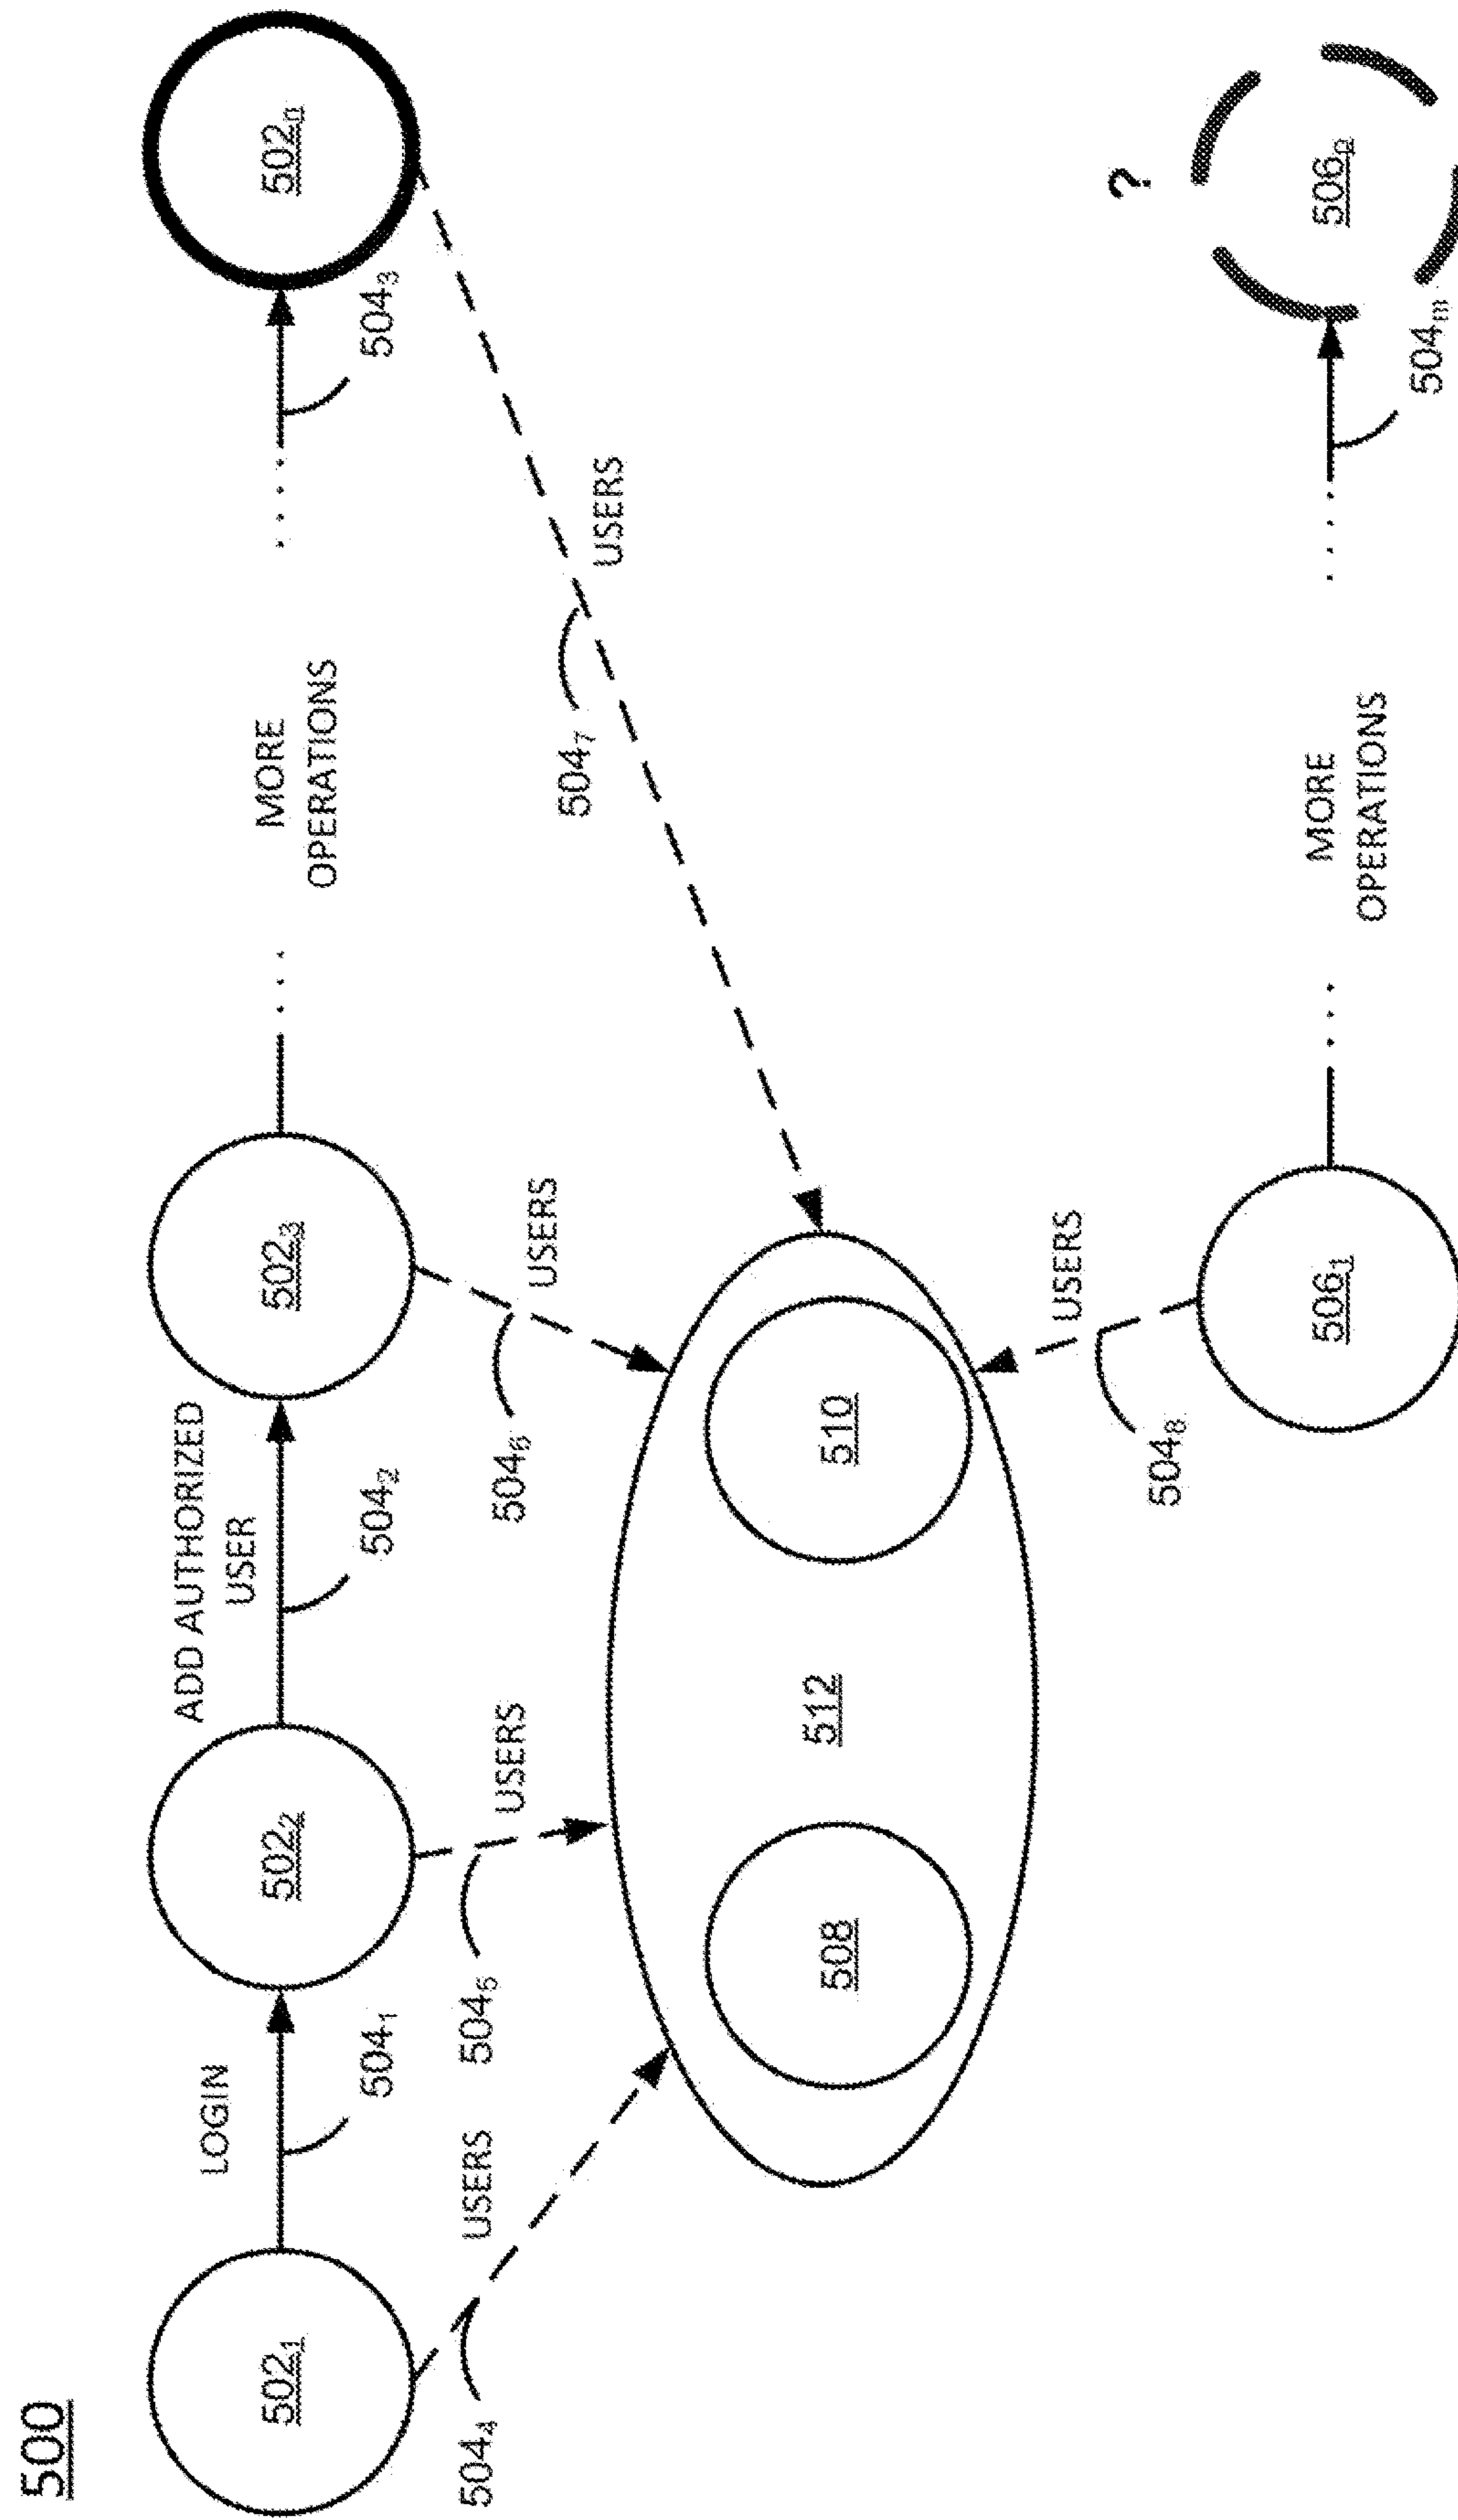 500
LOGIN
ADD AUTHORIZED
USER
502₁
502₂
502₃
502ₙ
504₁
504₂
504₃
MORE
OPERATIONS
USERS
USERS
USERS
USERS
504₄
504₅
504₆
504₇
508
512
510
USERS
504₈
?
506₁
506ₚ
MORE
OPERATIONS
504ₘ